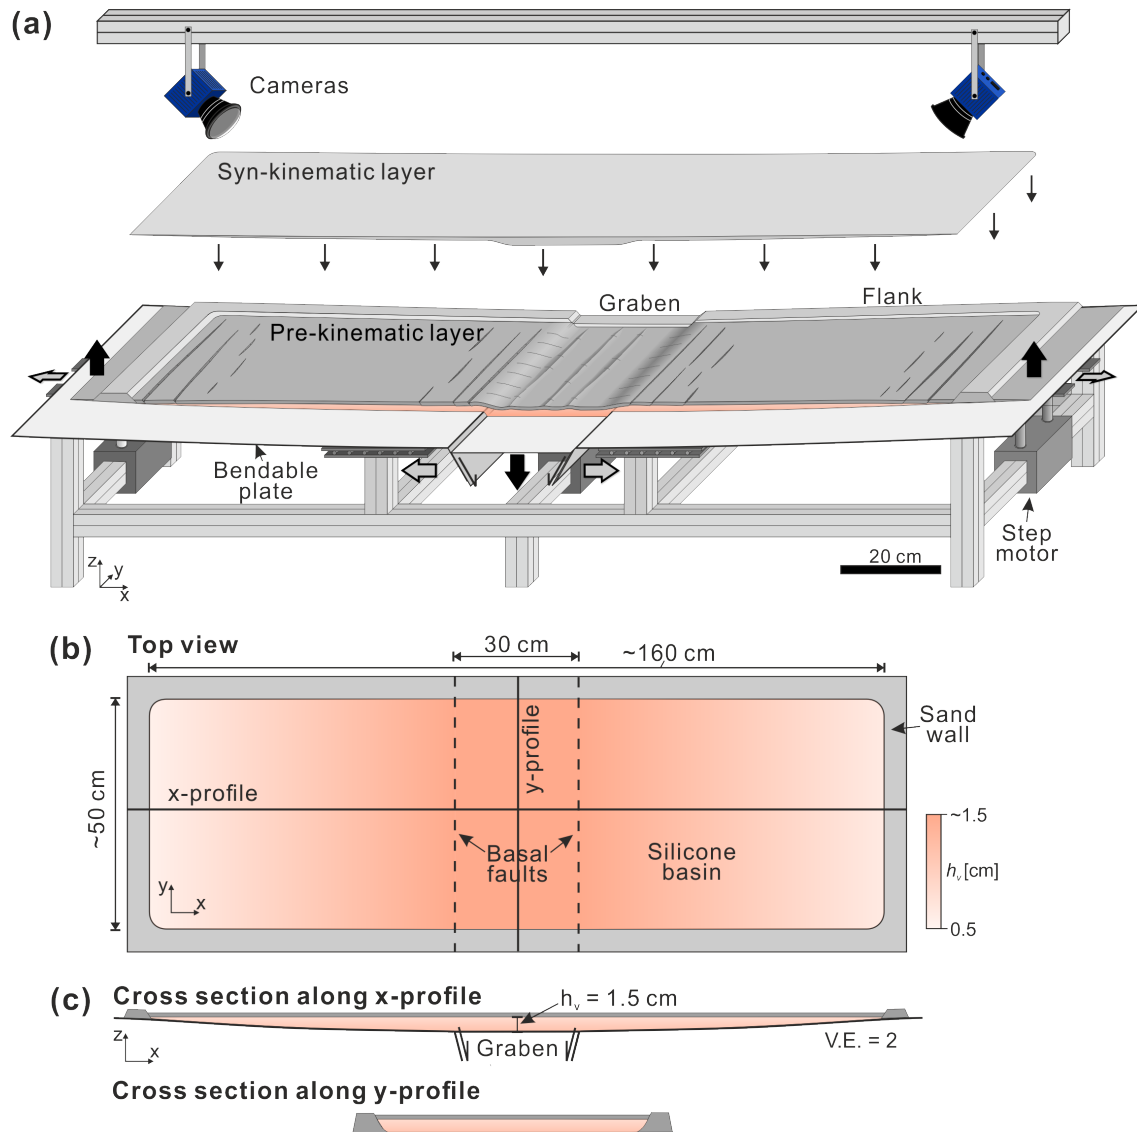 (a)
Cameras
Syn-kinematic layer
Graben
Flank
Pre-kinematic layer
Bendable
plate
Step
motor
20 cm
z
y
x
(b)
Top view
30 cm
~160 cm
~50 cm
x-profile
y-profile
Sand
wall
Basal
faults
Silicone
basin
y
x
~1.5
hᵥ [cm]
0.5
(c)
Cross section along x-profile
hᵥ = 1.5 cm
z
x
Graben
V.E. = 2
Cross section along y-profile